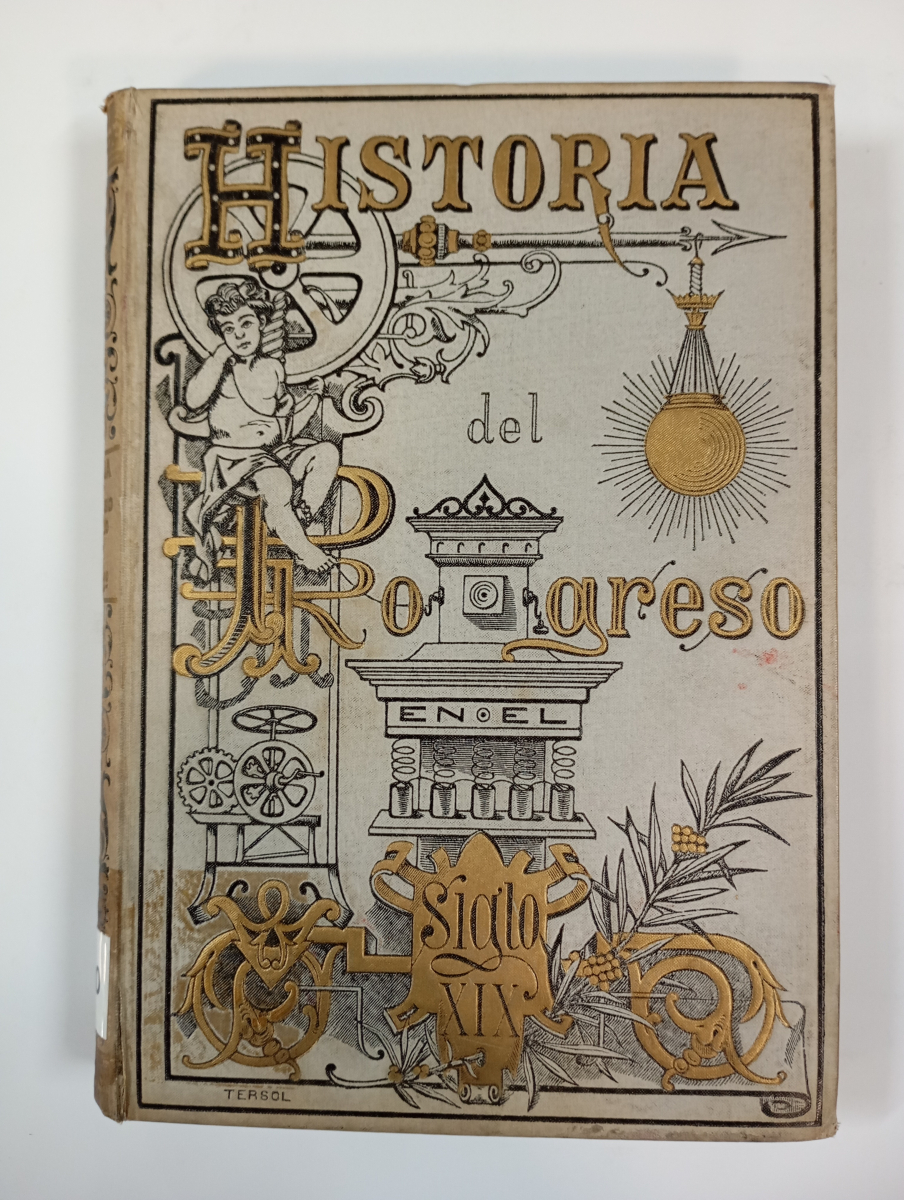 HISTORIA
del
PRogreso
EN EL
Siglo
XIX
TERSOL